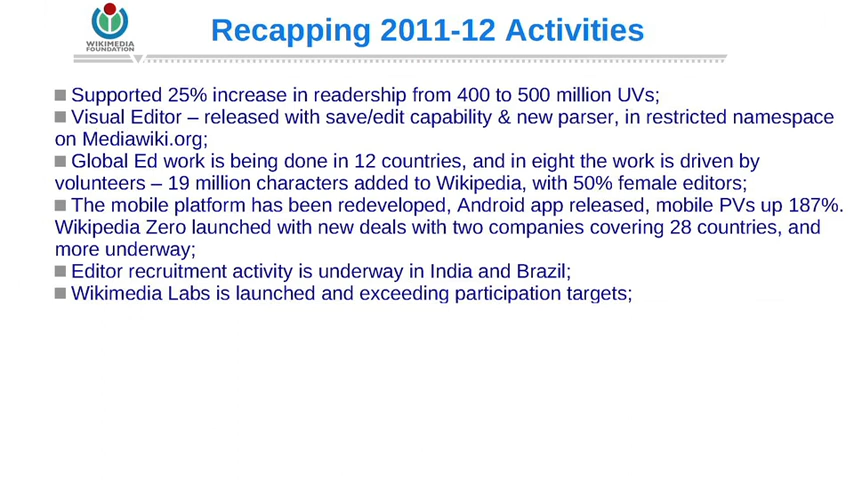 WIKIMEDIA
FOUNDATION
Recapping 2011-12 Activities
Supported 25% increase in readership from 400 to 500 million UVs;
Visual Editor – released with save/edit capability & new parser, in restricted namespace
on Mediawiki.org;
Global Ed work is being done in 12 countries, and in eight the work is driven by
volunteers – 19 million characters added to Wikipedia, with 50% female editors;
The mobile platform has been redeveloped, Android app released, mobile PVs up 187%.
Wikipedia Zero launched with new deals with two companies covering 28 countries, and
more underway;
Editor recruitment activity is underway in India and Brazil;
Wikimedia Labs is launched and exceeding participation targets;